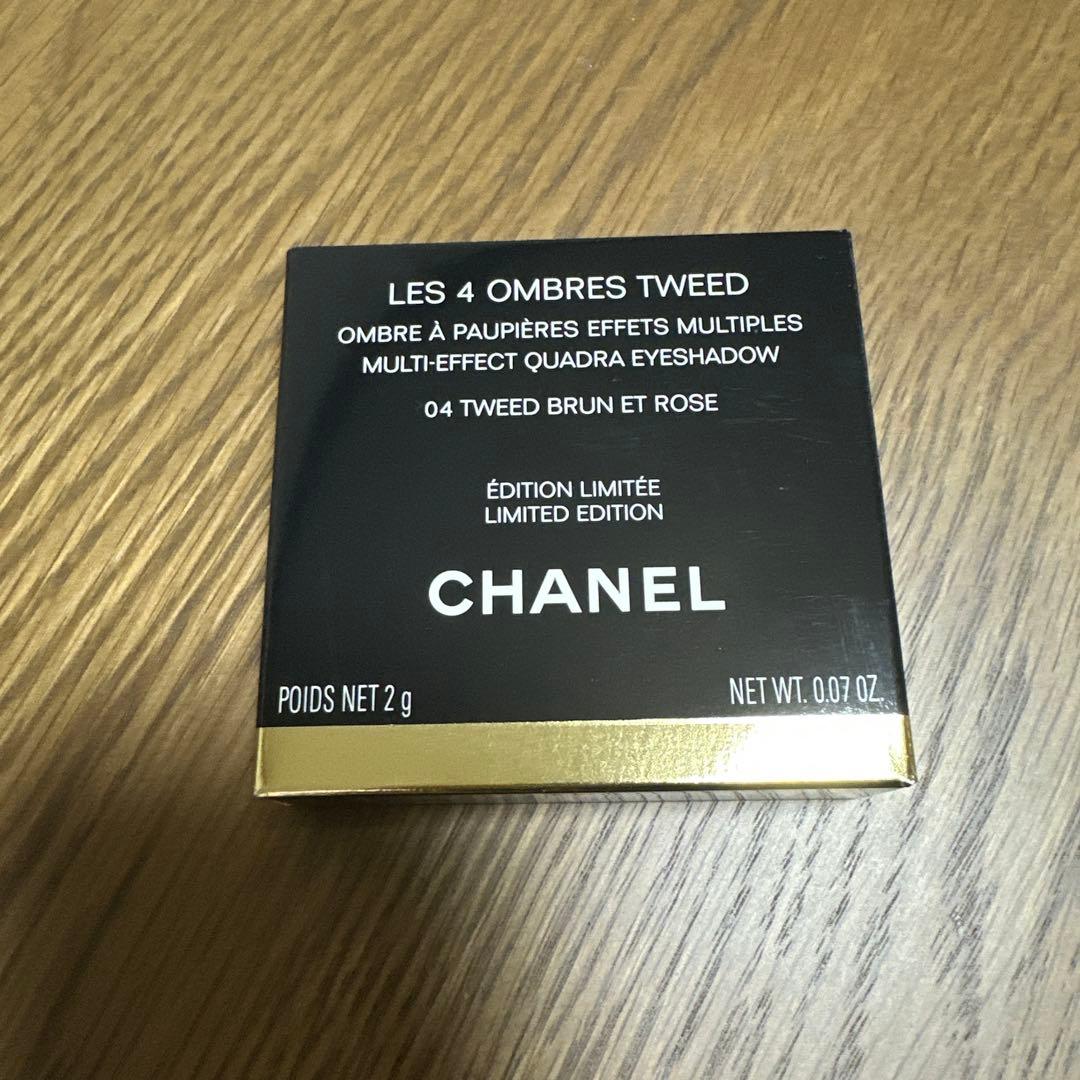 LES 4 OMBRES TWEED
OMBRE À PAUPIÈRES EFFETS MULTIPLES
MULTI-EFFECT QUADRA EYESHADOW
04 TWEED BRUN ET ROSE
ÉDITION LIMITÉE
LIMITED EDITION
CHANEL
POIDS NET 2 g NET WT. 0.07 OZ.